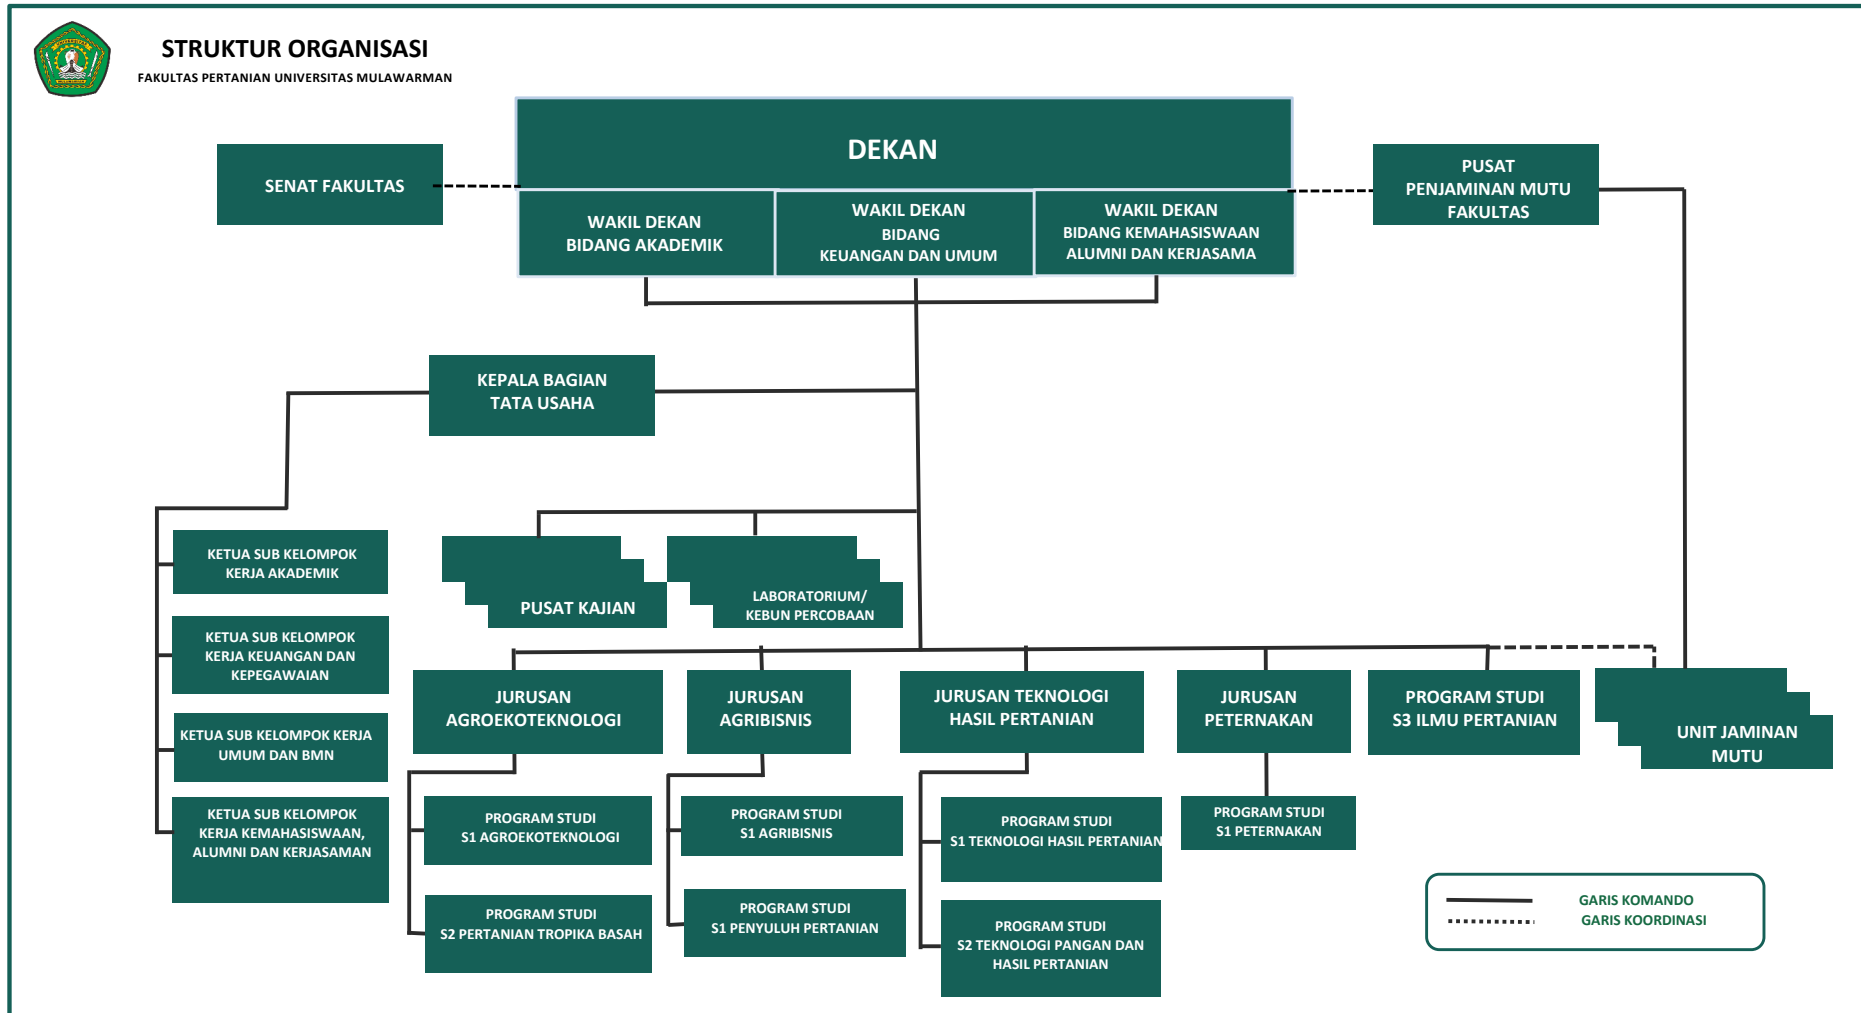 STRUKTUR ORGANISASI
FAKULTAS PERTANIAN UNIVERSITAS MULAWARMAN
DEKAN
SENAT FAKULTAS
PUSAT
PENJAMINAN MUTU
FAKULTAS
WAKIL DEKAN
BIDANG AKADEMIK
WAKIL DEKAN
BIDANG
KEUANGAN DAN UMUM
WAKIL DEKAN
BIDANG KEMAHASISWAAN
ALUMNI DAN KERJASAMA
KEPALA BAGIAN
TATA USAHA
KETUA SUB KELOMPOK
KERJA AKADEMIK
KETUA SUB KELOMPOK
KERJA KEUANGAN DAN
KEPEGAWAIAN
KETUA SUB KELOMPOK KERJA
UMUM DAN BMN
KETUA SUB KELOMPOK
KERJA KEMAHASISWAAN,
ALUMNI DAN KERJASAMAN
PUSAT KAJIAN
LABORATORIUM/
KEBUN PERCOBAAN
JURUSAN
AGROEKOTEKNOLOGI
JURUSAN
AGRIBISNIS
JURUSAN TEKNOLOGI
HASIL PERTANIAN
JURUSAN
PETERNAKAN
PROGRAM STUDI
S3 ILMU PERTANIAN
UNIT JAMINAN
MUTU
PROGRAM STUDI
S1 AGROEKOTEKNOLOGI
PROGRAM STUDI
S1 AGRIBISNIS
PROGRAM STUDI
S1 TEKNOLOGI HASIL PERTANIAN
PROGRAM STUDI
S1 PETERNAKAN
PROGRAM STUDI
S2 PERTANIAN TROPIKA BASAH
PROGRAM STUDI
S1 PENYULUH PERTANIAN
PROGRAM STUDI
S2 TEKNOLOGI PANGAN DAN
HASIL PERTANIAN
GARIS KOMANDO
GARIS KOORDINASI